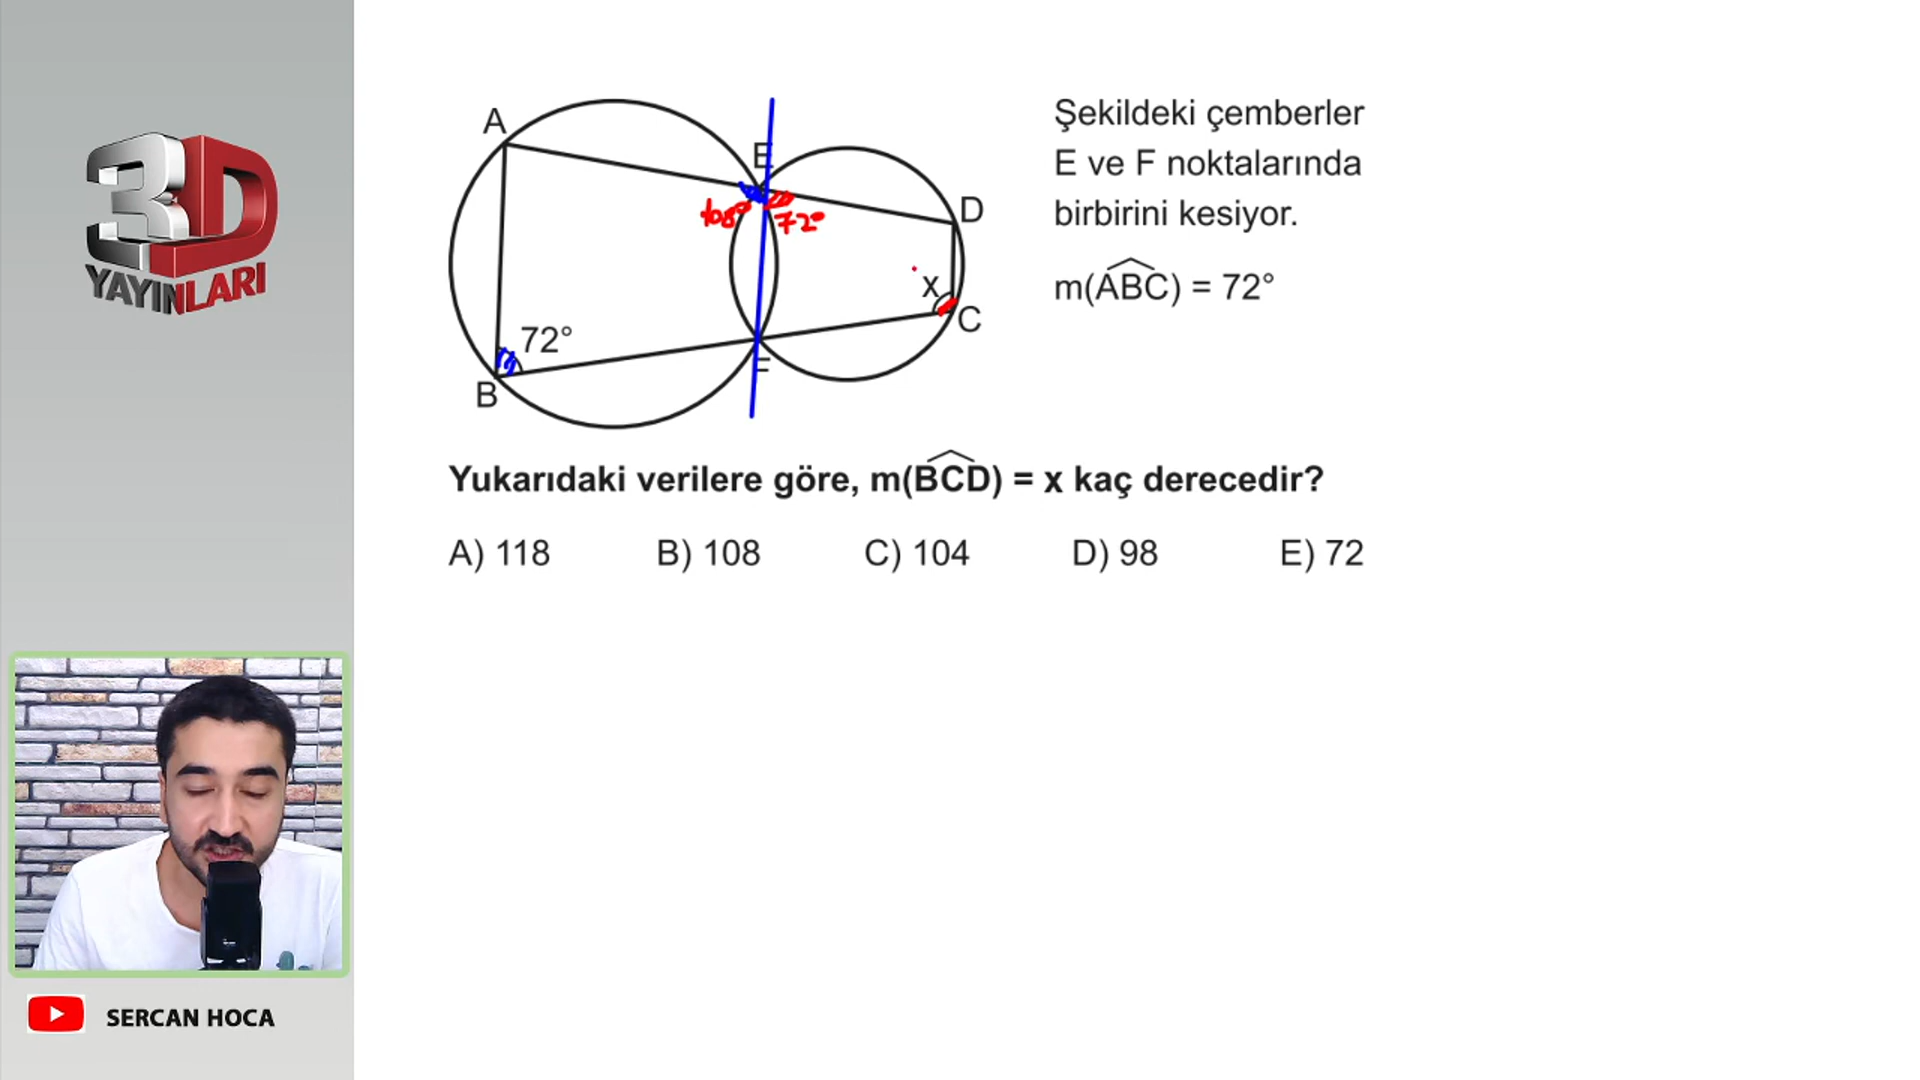 3D
YAYINLARI
A
E
D
108°
72°
x
C
72°
B
F
Şekildeki çemberler
E ve F noktalarında
birbirini kesiyor.
m(ABC) = 72°
Yukarıdaki verilere göre, m(BCD) = x kaç derecedir?
A) 118 B) 108 C) 104 D) 98 E) 72
SERCAN HOCA